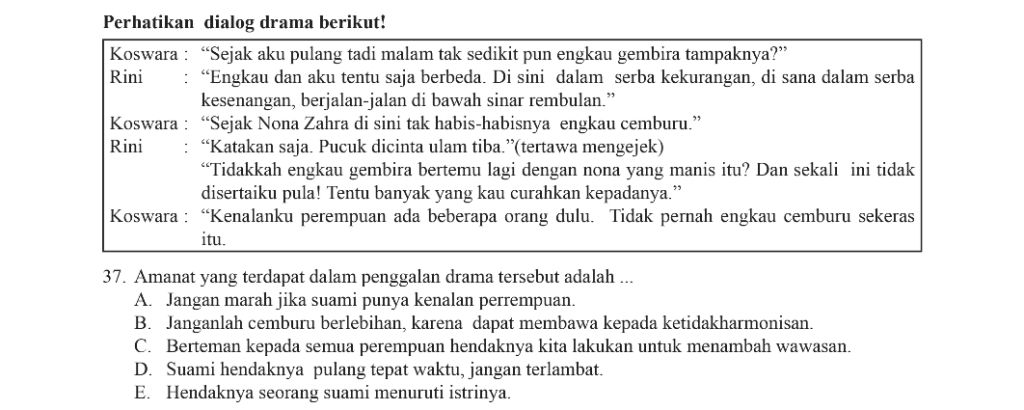 Perhatikan dialog drama berikut!
Koswara : “Sejak aku pulang tadi malam tak sedikit pun engkau gembira tampaknya?”
Rini : “Engkau dan aku tentu saja berbeda. Di sini dalam serba kekurangan, di sana dalam serba
kesenangan, berjalan-jalan di bawah sinar rembulan.”
Koswara : “Sejak Nona Zahra di sini tak habis-habisnya engkau cemburu.”
Rini : “Katakan saja. Pucuk dicinta ulam tiba.”(tertawa mengejek)
“Tidakkah engkau gembira bertemu lagi dengan nona yang manis itu? Dan sekali ini tidak
disertaiku pula! Tentu banyak yang kau curahkan kepadanya.”
Koswara : “Kenalanku perempuan ada beberapa orang dulu. Tidak pernah engkau cemburu sekeras
itu.
37. Amanat yang terdapat dalam penggalan drama tersebut adalah ...
A. Jangan marah jika suami punya kenalan perrempuan.
B. Janganlah cemburu berlebihan, karena dapat membawa kepada ketidakharmonisan.
C. Berteman kepada semua perempuan hendaknya kita lakukan untuk menambah wawasan.
D. Suami hendaknya pulang tepat waktu, jangan terlambat.
E. Hendaknya seorang suami menuruti istrinya.